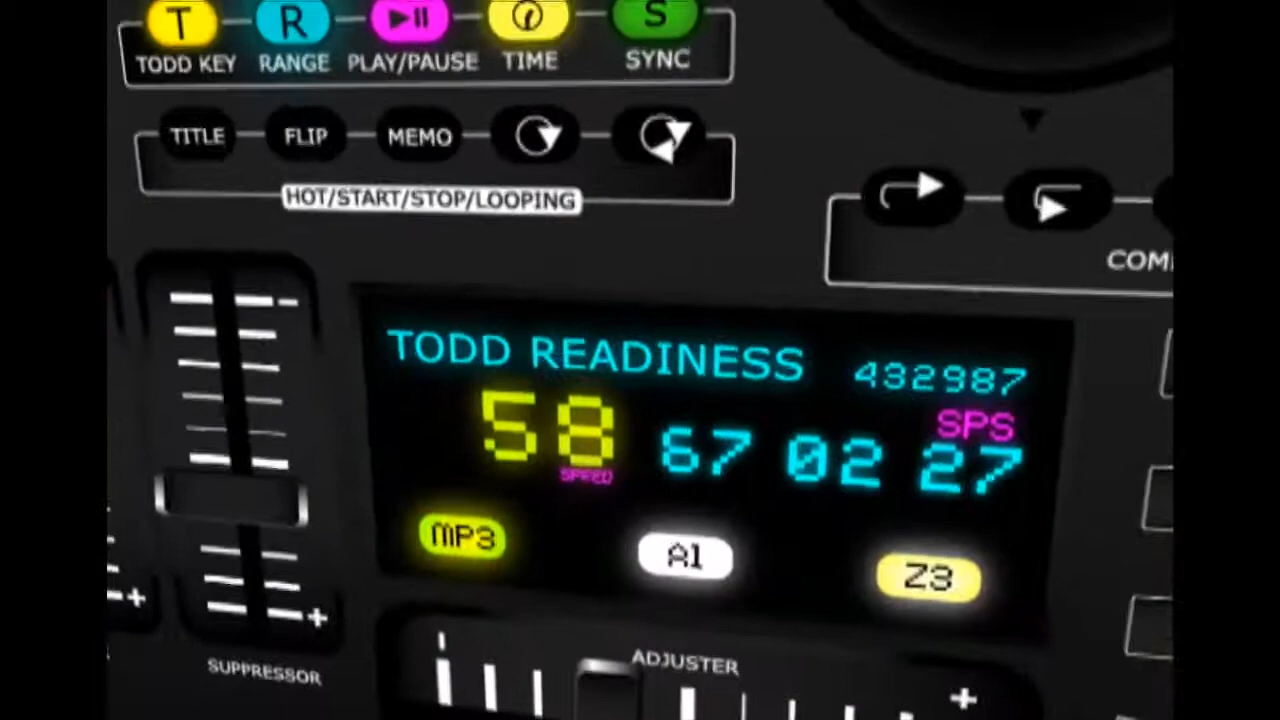 T R S
TODD KEY RANGE PLAY/PAUSE TIME SYNC
TITLE FLIP MEMO
HOT/START/STOP/LOOPING
TODD READINESS 432987
SPS
58 67 02 27
SPEED
MP3 A1 Z3
SUPPRESSOR
ADJUSTER